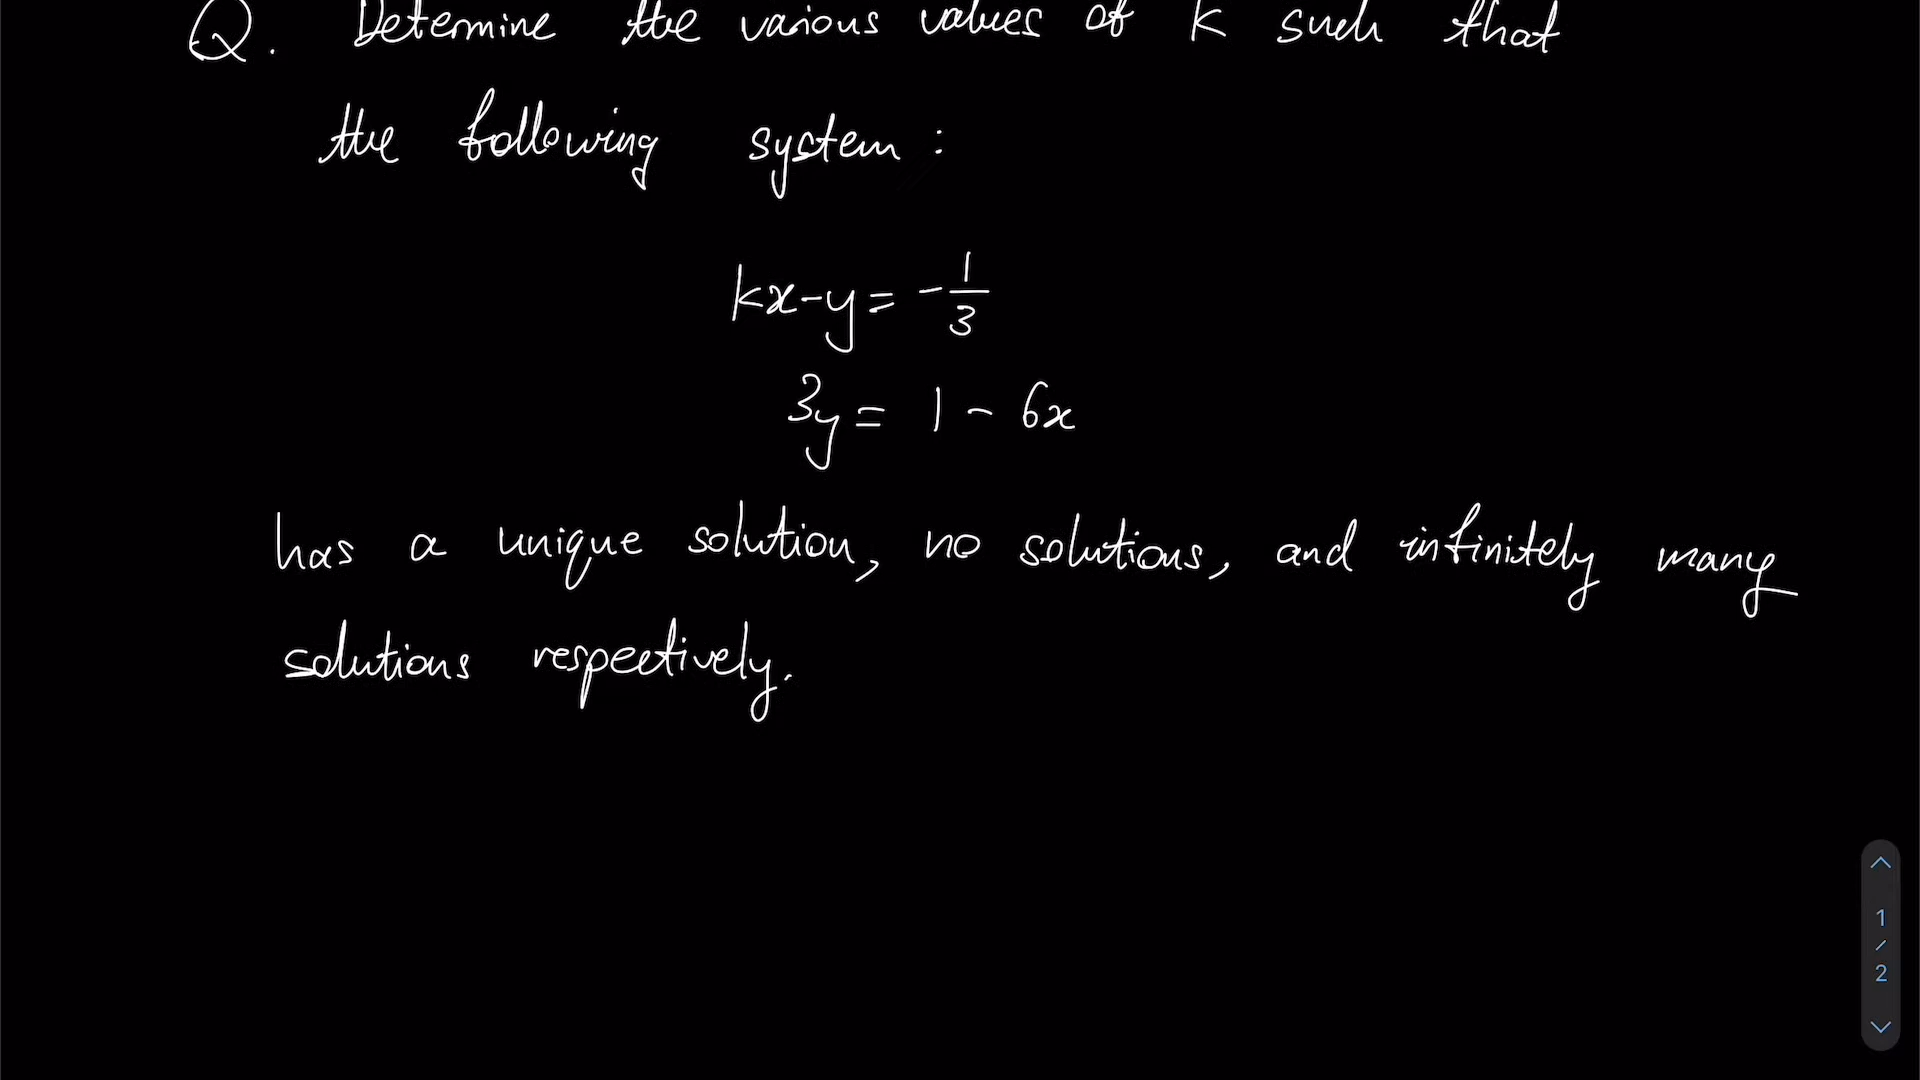 Q. Determine the various values of k such that
the following system:
kx-y = -1/3
3y = 1 - 6x
has a unique solution, no solutions, and infinitely many
solutions respectively.
1
/
2